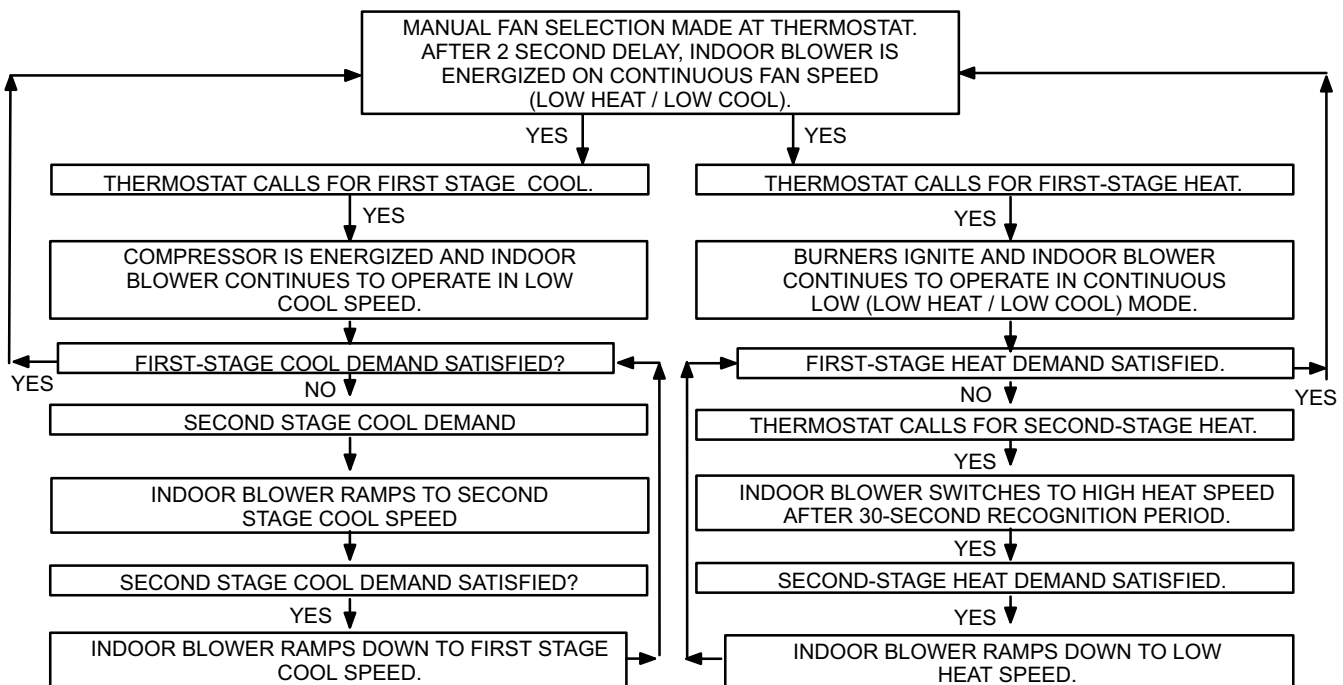 MANUAL FAN SELECTION MADE AT THERMOSTAT.
AFTER 2 SECOND DELAY, INDOOR BLOWER IS
ENERGIZED ON CONTINUOUS FAN SPEED
(LOW HEAT / LOW COOL).
YES
YES
THERMOSTAT CALLS FOR FIRST STAGE COOL.
THERMOSTAT CALLS FOR FIRST-STAGE HEAT.
YES
YES
COMPRESSOR IS ENERGIZED AND INDOOR
BLOWER CONTINUES TO OPERATE IN LOW
COOL SPEED.
BURNERS IGNITE AND INDOOR BLOWER
CONTINUES TO OPERATE IN CONTINUOUS
LOW (LOW HEAT / LOW COOL) MODE.
FIRST-STAGE COOL DEMAND SATISFIED?
FIRST-STAGE HEAT DEMAND SATISFIED.
YES
NO
NO
YES
SECOND STAGE COOL DEMAND
THERMOSTAT CALLS FOR SECOND-STAGE HEAT.
YES
INDOOR BLOWER RAMPS TO SECOND
STAGE COOL SPEED
INDOOR BLOWER SWITCHES TO HIGH HEAT SPEED
AFTER 30-SECOND RECOGNITION PERIOD.
YES
SECOND STAGE COOL DEMAND SATISFIED?
SECOND-STAGE HEAT DEMAND SATISFIED.
YES
YES
INDOOR BLOWER RAMPS DOWN TO FIRST STAGE
COOL SPEED.
INDOOR BLOWER RAMPS DOWN TO LOW
HEAT SPEED.